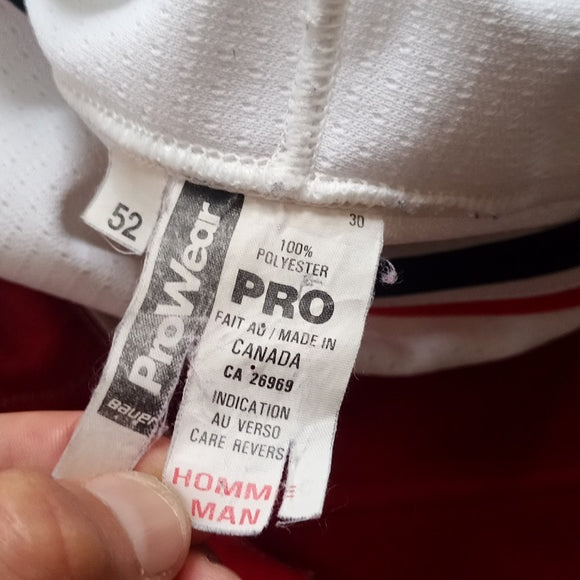 52
ProWear
BAUER
30
100%
POLYESTER
PRO
FAIT AU / MADE IN
CANADA
CA 26969
INDICATION
AU VERSO
CARE REVERS
HOMME
MAN